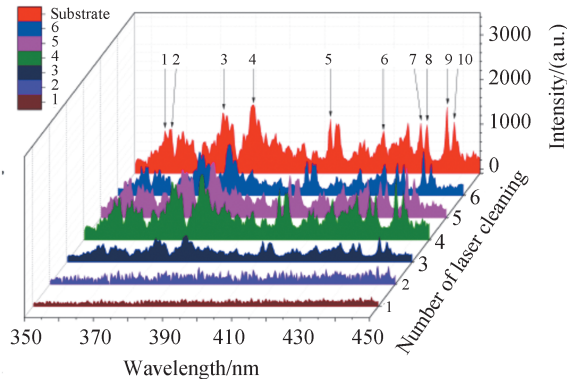 Substrate
6
5
4
3
2
1
1 2 3 4 5 6 7 8 9 10
3000
2000
1000
0
Intensity/(a.u.)
6
5
4
3
2
1
Number of laser cleaning
350 370 390 410 430 450
Wavelength/nm